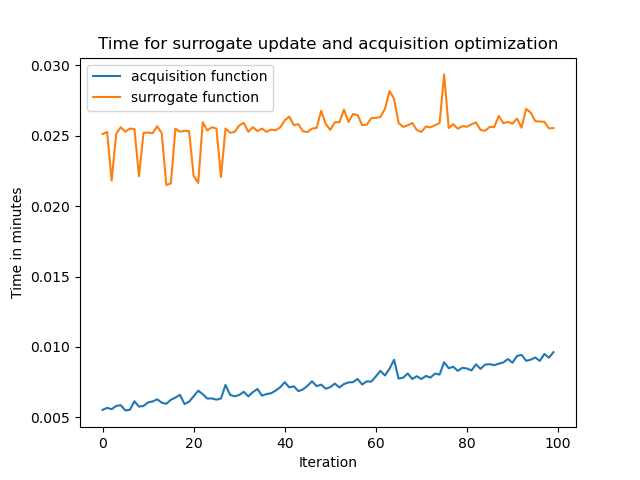 Time for surrogate update and acquisition optimization
acquisition function
surrogate function
0.030
0.025
0.020
0.015
0.010
0.005
Time in minutes
0 20 40 60 80 100
Iteration